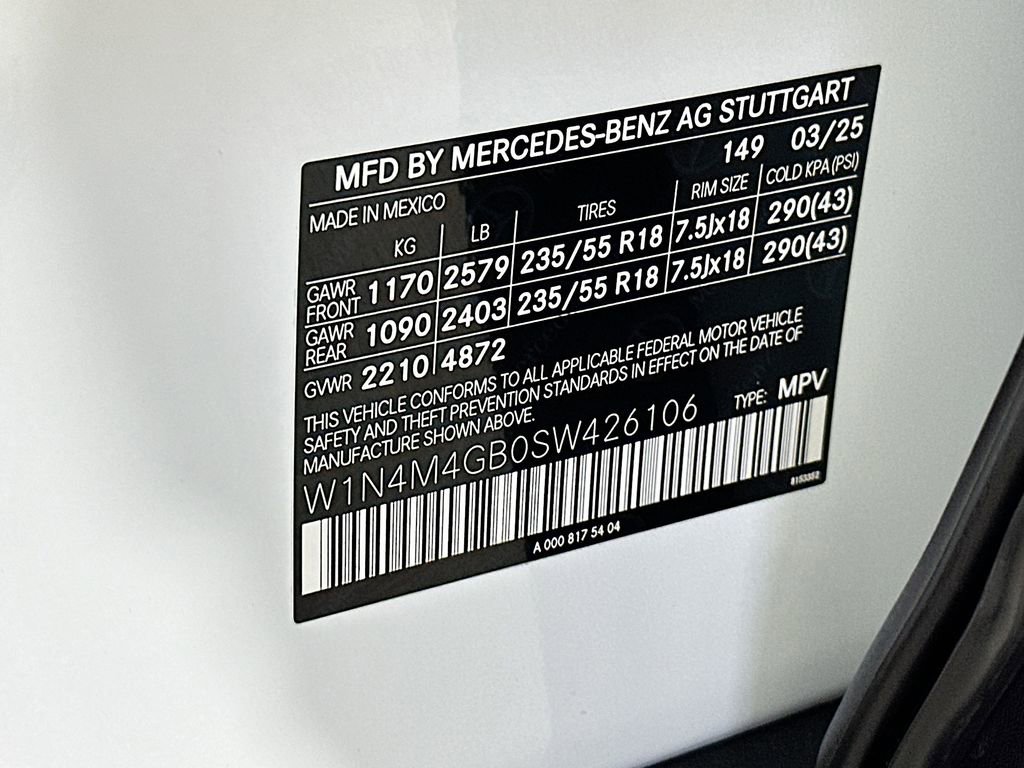 MFD BY MERCEDES-BENZ AG STUTTGART
MADE IN MEXICO 149 03/25
KG LB TIRES RIM SIZE COLD KPA (PSI)
GAWR FRONT 1170 2579 235/55 R18 7.5Jx18 290(43)
GAWR REAR 1090 2403 235/55 R18 7.5Jx18 290(43)
GVWR 2210 4872
THIS VEHICLE CONFORMS TO ALL APPLICABLE FEDERAL MOTOR VEHICLE
SAFETY AND THEFT PREVENTION STANDARDS IN EFFECT ON THE DATE OF
MANUFACTURE SHOWN ABOVE.
W1N4M4GB0SW426106 TYPE: MPV
A 000 817 54 04
8153352